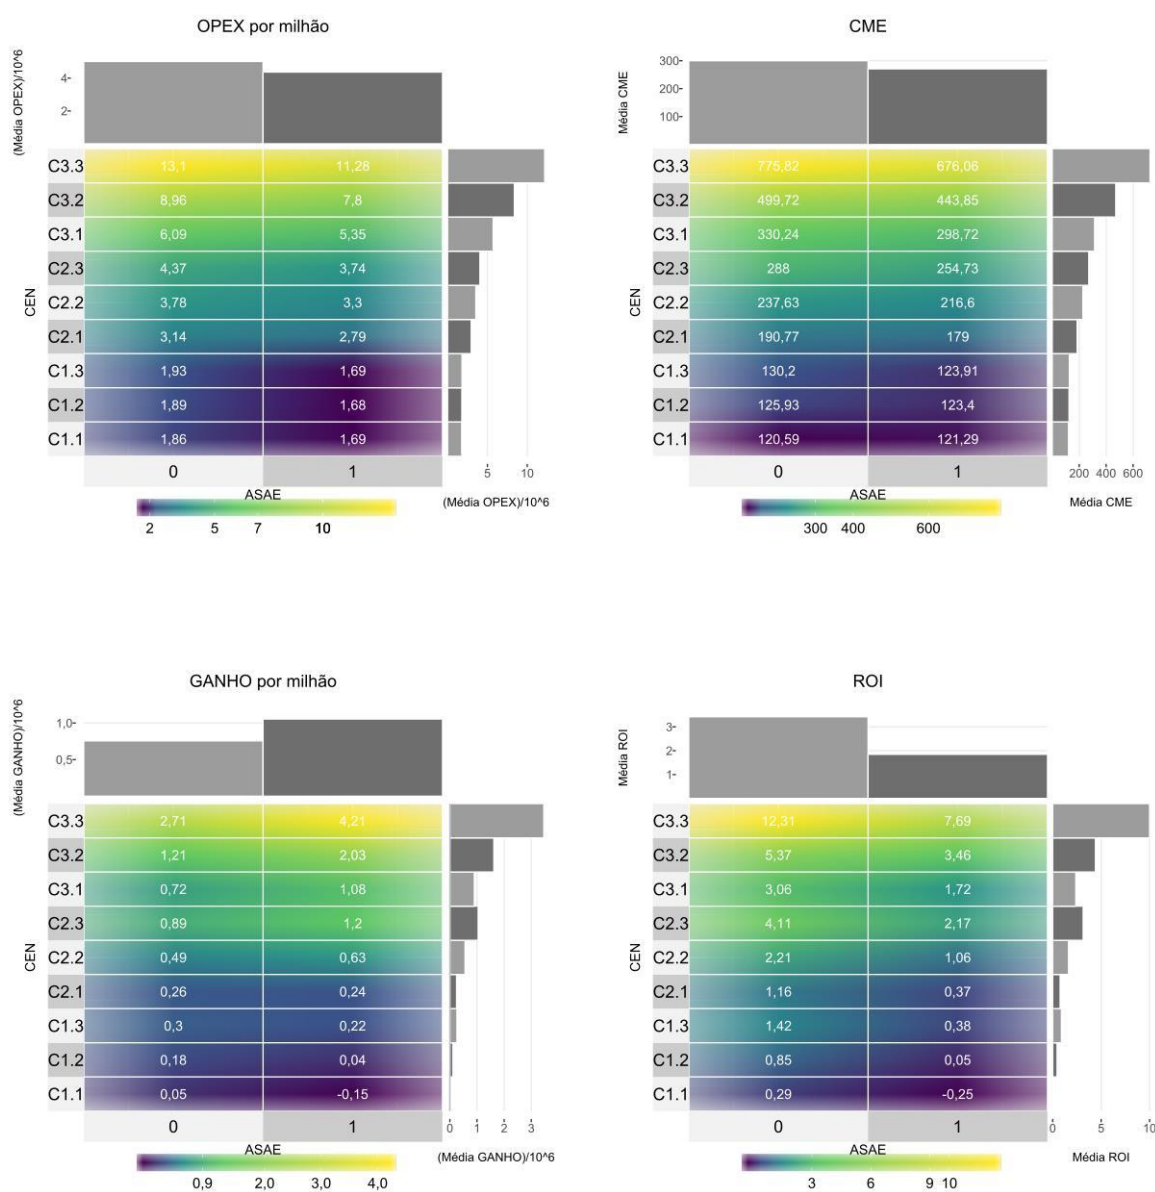 OPEX por milhão
(Média OPEX)/10^6
4
2
C3.3 13,1 11,28
C3.2 8,96 7,8
C3.1 6,09 5,35
C2.3 4,37 3,74
C2.2 3,78 3,3
C2.1 3,14 2,79
C1.3 1,93 1,69
C1.2 1,89 1,68
C1.1 1,86 1,69
CEN
0 1
5 10
ASAE
(Média OPEX)/10^6
2 5 7 10
CME
Média CME
300
200
100
C3.3 775,82 676,06
C3.2 499,72 443,85
C3.1 330,24 298,72
C2.3 288 254,73
C2.2 237,63 216,6
C2.1 190,77 179
C1.3 130,2 123,91
C1.2 125,93 123,4
C1.1 120,59 121,29
CEN
0 1
200 400 600
ASAE
Média CME
300 400 600
GANHO por milhão
(Média GANHO)/10^6
1,0
0,5
C3.3 2,71 4,21
C3.2 1,21 2,03
C3.1 0,72 1,08
C2.3 0,89 1,2
C2.2 0,49 0,63
C2.1 0,26 0,24
C1.3 0,3 0,22
C1.2 0,18 0,04
C1.1 0,05 -0,15
CEN
0 1
0 1 2 3
ASAE
(Média GANHO)/10^6
0,9 2,0 3,0 4,0
ROI
Média ROI
3
2
1
C3.3 12,31 7,69
C3.2 5,37 3,46
C3.1 3,06 1,72
C2.3 4,11 2,17
C2.2 2,21 1,06
C2.1 1,16 0,37
C1.3 1,42 0,38
C1.2 0,85 0,05
C1.1 0,29 -0,25
CEN
0 1
0 5 10
ASAE
Média ROI
3 6 9 10